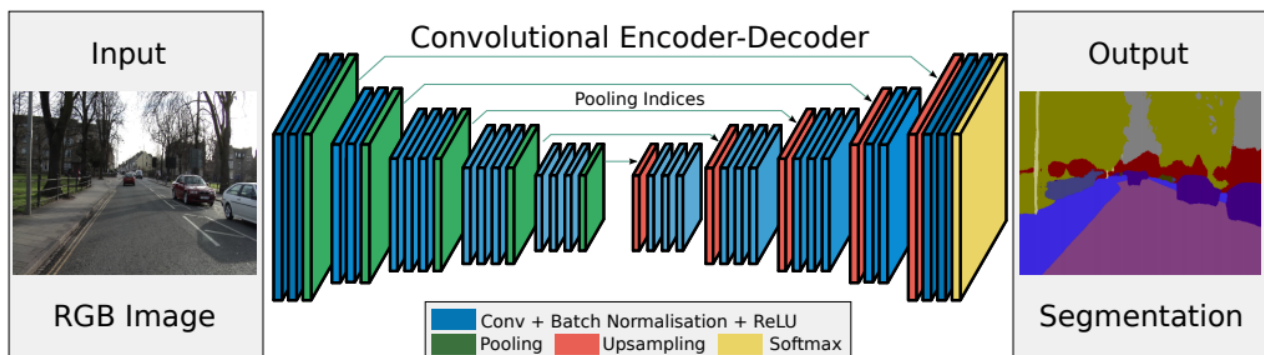 Input
RGB Image
Convolutional Encoder-Decoder
Pooling Indices
Conv + Batch Normalisation + ReLU
Pooling Upsampling Softmax
Output
Segmentation